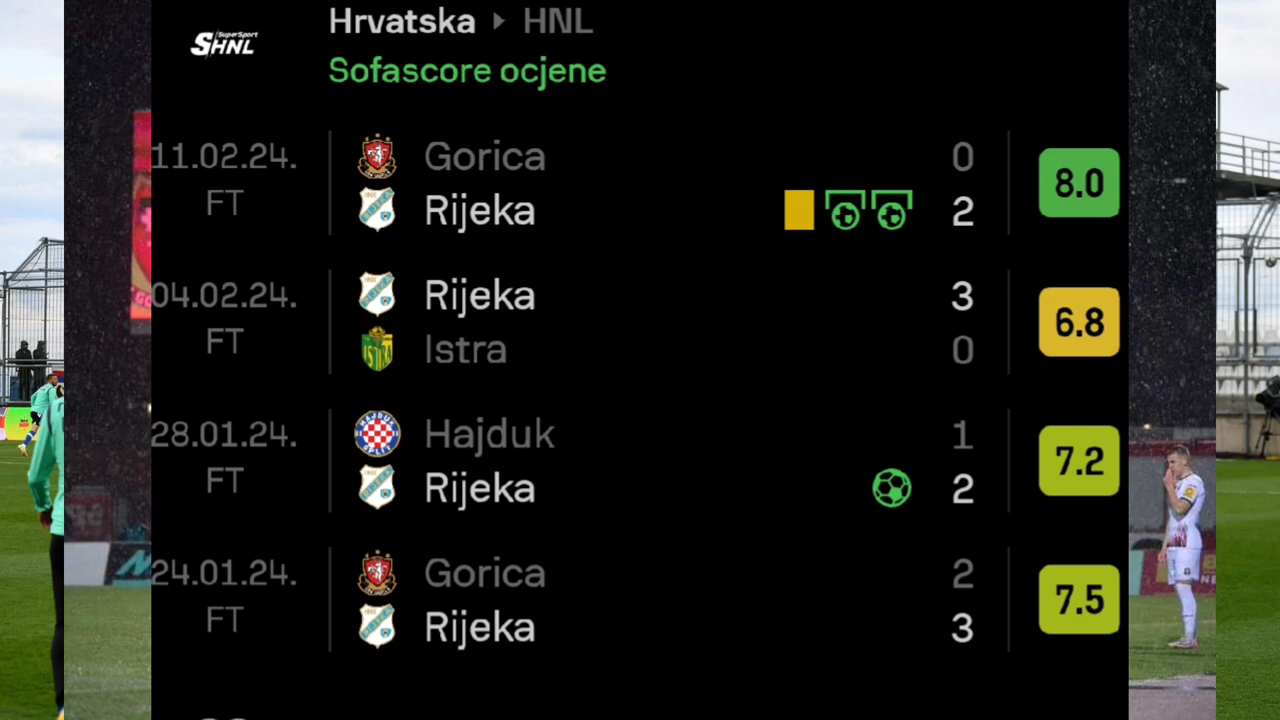 SuperSport
SHNL
Hrvatska HNL
Sofascore ocjene
11.02.24.
FT
Gorica 0
Rijeka 2
8.0
04.02.24.
FT
Rijeka 3
Istra 0
6.8
28.01.24.
FT
Hajduk 1
Rijeka 2
7.2
24.01.24.
FT
Gorica 2
Rijeka 3
7.5